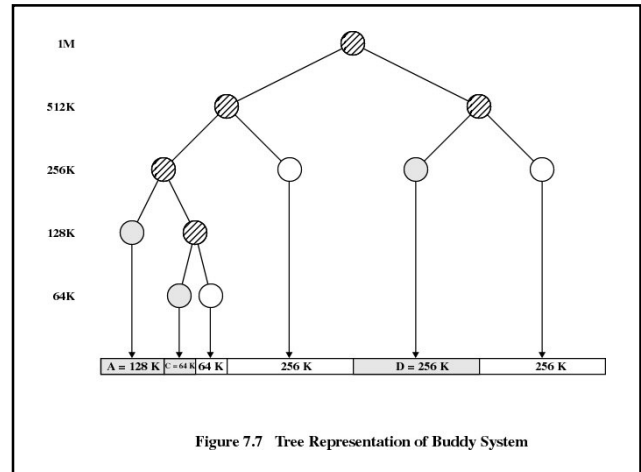 1M
512K
256K
128K
64K
A = 128 K C = 64 K 64 K 256 K D = 256 K 256 K
Figure 7.7 Tree Representation of Buddy System